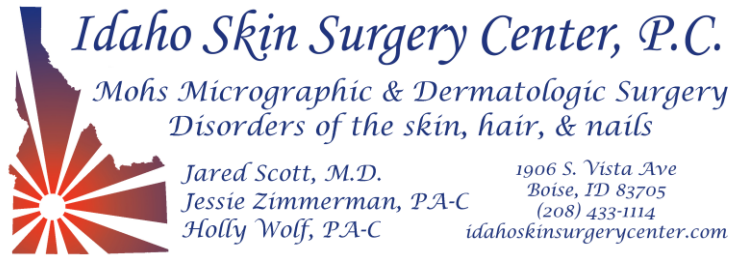 Idaho Skin Surgery Center, P.C.
Mohs Micrographic & Dermatologic Surgery
Disorders of the skin, hair, & nails
Jared Scott, M.D.
Jessie Zimmerman, PA-C
Holly Wolf, PA-C
1906 S. Vista Ave
Boise, ID 83705
(208) 433-1114
idahoskinsurgerycenter.com